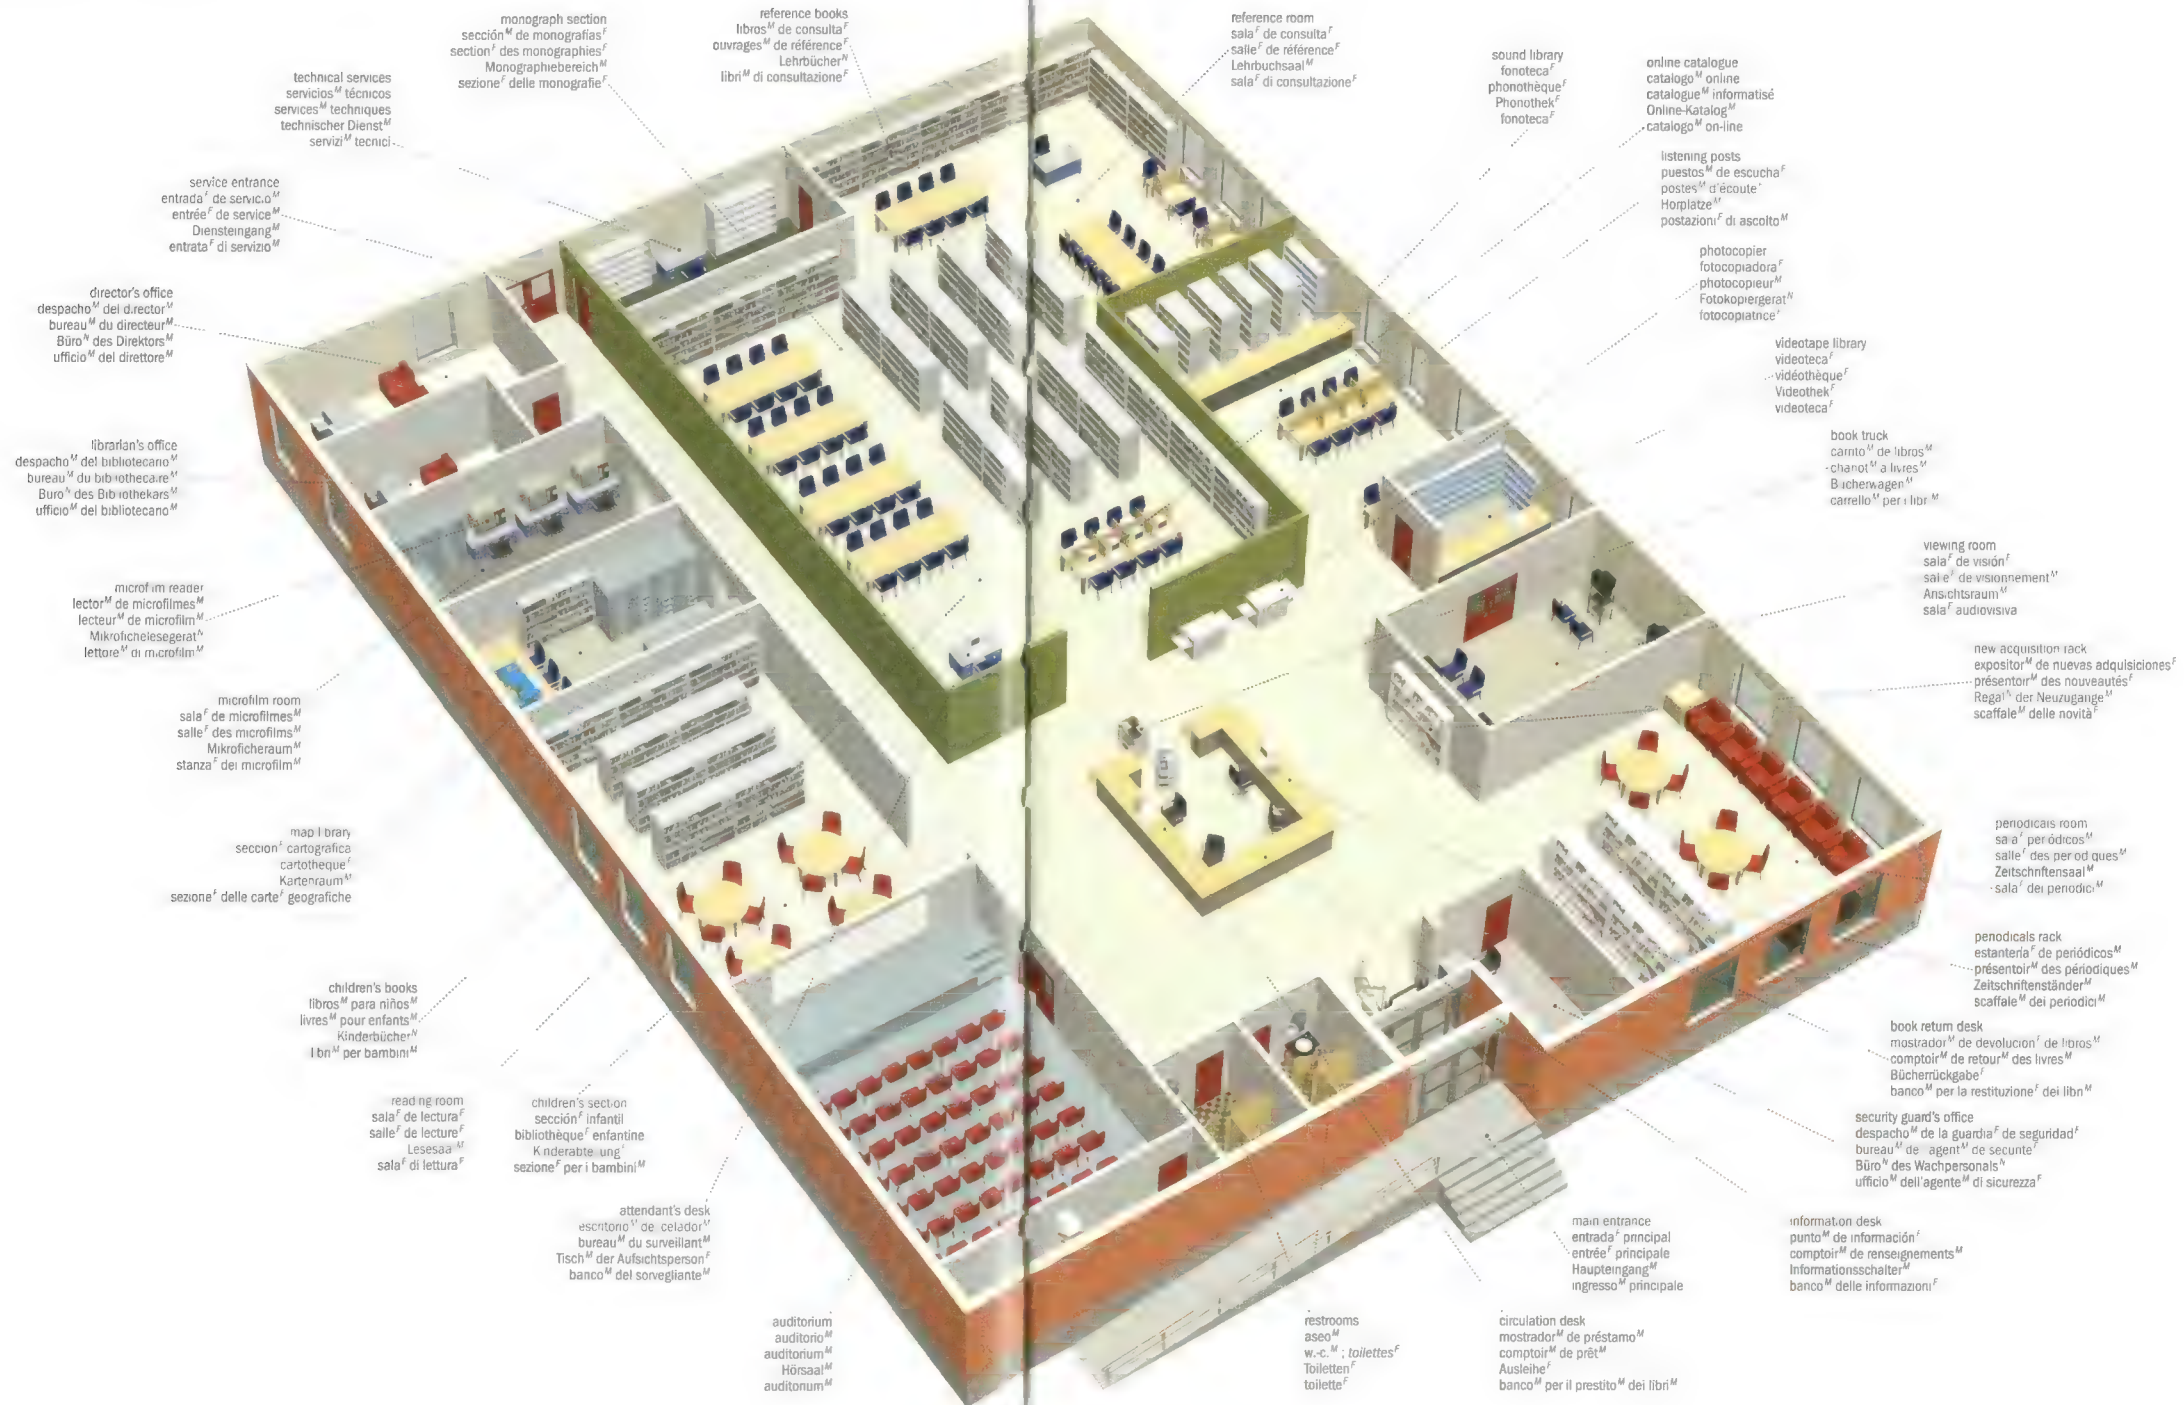 monograph section
sección^M de monografías^F
section^F des monographies^F
Monographiebereich^M
sezione^F delle monografie^F
reference books
libros^M de consulta^F
ouvrages^M de référence^F
Lehrbücher^N
libri^M di consultazione^F
reference room
sala^F de consulta^F
salle^F de référence^F
Lehrbuchsaal^M
sala^F di consultazione^F
sound library
fonoteca^F
phonothèque^F
Phonothek^F
fonoteca^F
online catalogue
catalogo^M online
catalogue^M informatisé
Online-Katalog^M
catalogo^M on-line
technical services
servicios^M técnicos
services^M techniques
technischer Dienst^M
servizi^M tecnici
listening posts
puestos^M de escucha^F
postes^M d'écoute^F
Horplatze^M
postazioni^F di ascolto^M
service entrance
entrada^F de servicio^M
entrée^F de service^M
Diensteingang^M
entrata^F di servizio^M
photocopier
fotocopiadora^F
photocopieur^M
Fotokopiergerat^N
fotocopiatrice^F
director's office
despacho^M del director^M
bureau^M du directeur^M
Büro^N des Direktors^M
ufficio^M del direttore^M
videotape library
videoteca^F
vidéothèque^F
Videothek^F
videoteca^F
librarian's office
despacho^M del bibliotecario^M
bureau^M du bibliothécaire^M
Buro^N des Bibliothekars^M
ufficio^M del bibliotecario^M
book truck
carrito^M de libros^M
chariot^M a livres^M
Bücherwagen^M
carrello^M per i libri^M
microfilm reader
lector^M de microfilmes^M
lecteur^M de microfilm^M
Mikrofichelesegerat^N
lettore^M di microfilm^M
viewing room
sala^F de visión^F
salle^F de visionnement^M
Ansichtsraum^M
sala^F audiovisiva
new acquisition rack
expositor^M de nuevas adquisiciones^F
présentoir^M des nouveautés^F
Regal^N der Neuzugange^M
scaffale^M delle novità^F
microfilm room
sala^F de microfilmes^M
salle^F des microfilms^M
Mikroficheraum^M
stanza^F dei microfilm^M
map library
sección^F cartografica
cartotheque^F
Kartenraum^M
sezione^F delle carte^F geografiche
periodicals room
sala^F periódicos^M
salle^F des periodiques^M
Zeitschriftensaal^M
sala^F dei periodici^M
periodicals rack
estantería^F de periódicos^M
présentoir^M des périodiques^M
Zeitschriftenständer^M
scaffale^M dei periodici^M
children's books
libros^M para niños^M
livres^M pour enfants^M
Kinderbücher^N
libri^M per bambini^M
book return desk
mostrador^M de devolucion^F de libros^M
comptoir^M de retour^M des livres^M
Bücherrückgabe^F
banco^M per la restituzione^F dei libri^M
reading room
sala^F de lectura^F
salle^F de lecture^F
Lesesaal^M
sala^F di lettura^F
children's section
sección^F infantil
bibliothèque^F enfantine
Kinderabteilung^F
sezione^F per i bambini^M
security guard's office
despacho^M de la guardia^F de seguridad^F
bureau^M de l'agent^M de securite^F
Büro^N des Wachpersonals^N
ufficio^M dell'agente^M di sicurezza^F
attendant's desk
escritorio^M del celador^M
bureau^M du surveillant^M
Tisch^M der Aufsichtsperson^F
banco^M del sorvegliante^M
main entrance
entrada^F principal
entrée^F principale
Haupteingang^M
ingresso^M principale
information desk
punto^M de información^F
comptoir^M de renseignements^M
Informationsschalter^M
banco^M delle informazioni^F
auditorium
auditorio^M
auditorium^M
Hörsaal^M
auditorium^M
restrooms
aseo^M
w.-c.^M ; toilettes^F
Toiletten^F
toilette^F
circulation desk
mostrador^M de préstamo^M
comptoir^M de prêt^M
Ausleihe^F
banco^M per il prestito^M dei libri^M